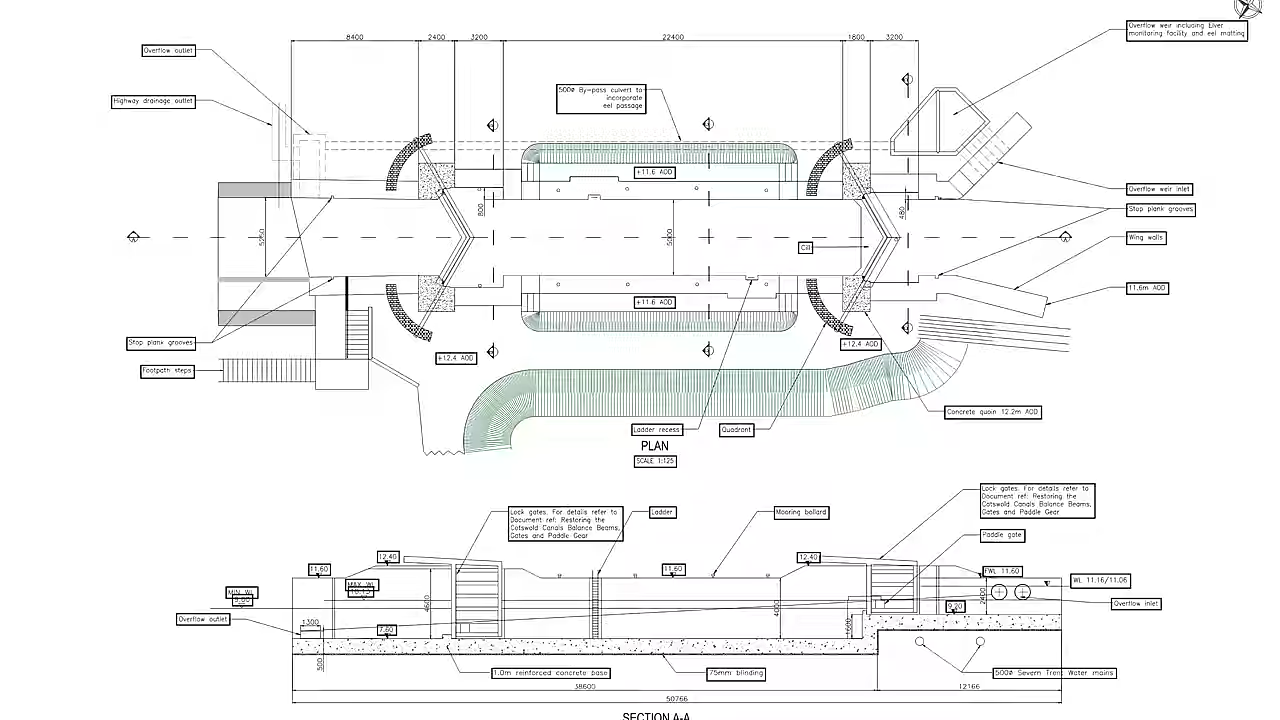 Overflow weir including Elver
monitoring facility and eel matting
8400
2400
3200
22400
1800
3200
Overflow outlet
Highway drainage outlet
500ø By-pass culvert to
incorporate
eel passage
+11.6 AOD
Overflow weir inlet
Stop plank grooves
Wing walls
11.6m AOD
5250
800
5000
480
Cill
+11.6 AOD
Stop plank grooves
Footpath steps
+12.4 AOD
+12.4 AOD
Concrete quoin 12.2m AOD
Ladder recess
Quadrant
PLAN
SCALE 1:125
Lock gates. For details refer to
Document ref: Restoring the
Cotswold Canals Balance Beams,
Gates and Paddle Gear
Ladder
Mooring bollard
Lock gates. For details refer to
Document ref: Restoring the
Cotswold Canals Balance Beams,
Gates and Paddle Gear
Paddle gate
12.40
12.40
11.60
11.60
FWL 11.60
WL 11.16/11.06
MAX WL
MIN WL
4600
4000
2400
Overflow inlet
9.20
Overflow outlet
1300
7.60
500
1.0m reinforced concrete base
75mm blinding
500ø Severn Trent Water mains
38600
12166
50766
SECTION A-A